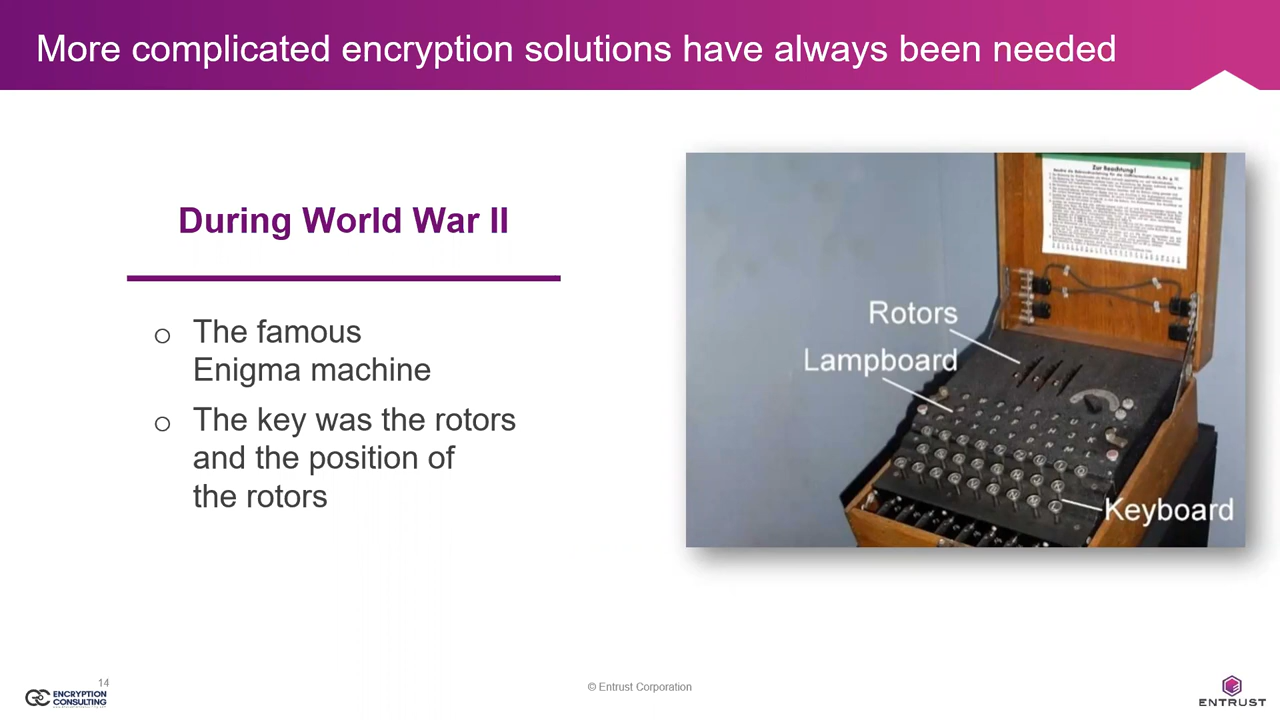 More complicated encryption solutions have always been needed
During World War II
The famous
Enigma machine
The key was the rotors
and the position of
the rotors
Zur Beachtung!
Rotors
Lampboard
Keyboard
14
ENCRYPTION
CONSULTING
© Entrust Corporation
ENTRUST